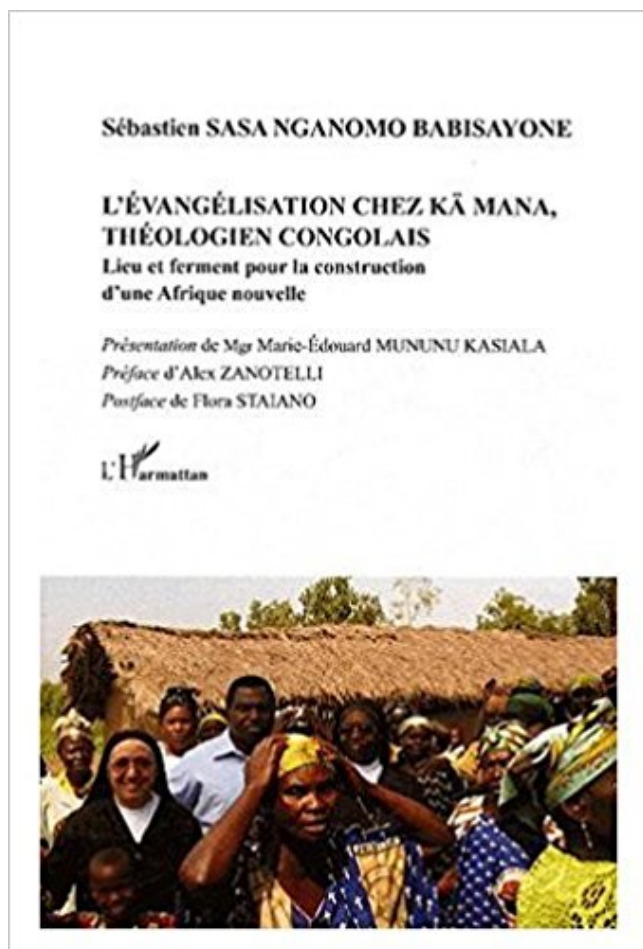 Sébastien SASA NGANOMO BABISAYONE
L'ÉVANGÉLISATION CHEZ KÄ MANA,
THÉOLOGIEN CONGOLAIS
Lieu et ferment pour la construction
d'une Afrique nouvelle
Présentation de Mgr Marie-Édouard MUNUNU KASIALA
Préface d'Alex ZANOTELLI
Postface de Flora STAIANO
L'Harmattan